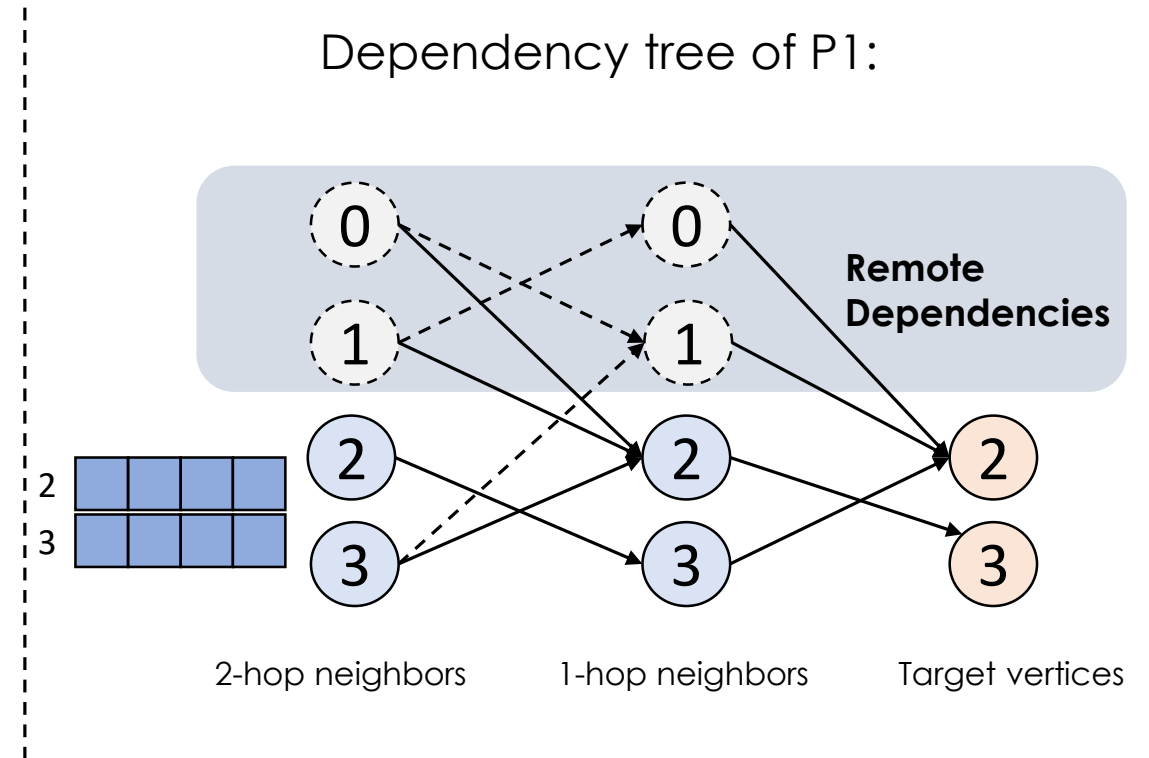 Dependency tree of P1:
0 0
Remote
Dependencies
1 1
2 2 2
2
3
3 3 3
2-hop neighbors 1-hop neighbors Target vertices